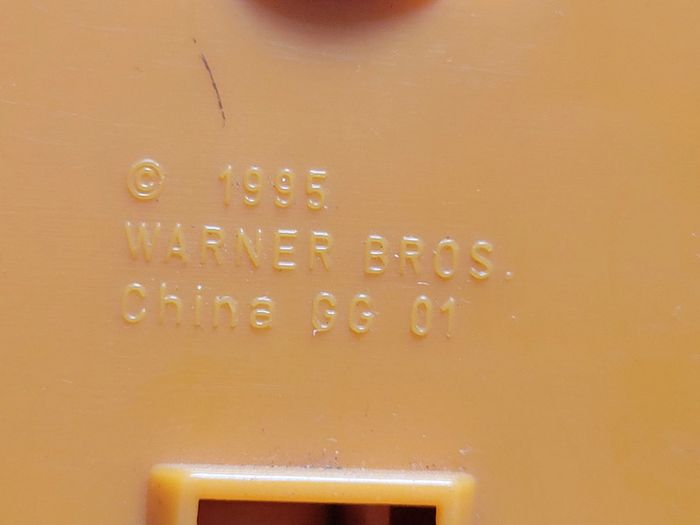 © 1995
WARNER BROS.
China GG 01